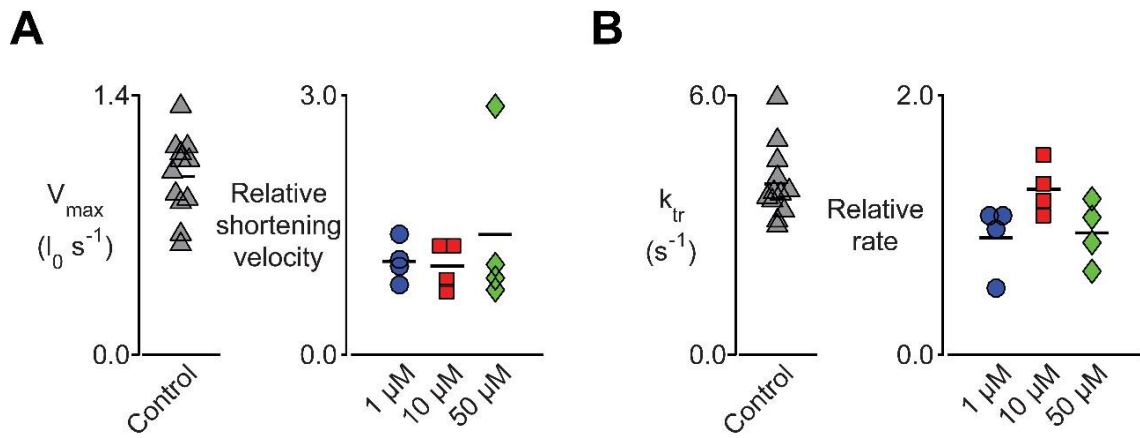 A
1.4
V max
(l0 s-1)
0.0
Control
3.0
Relative
shortening
velocity
0.0
1 µM
10 µM
50 µM
B
6.0
k tr
(s-1)
0.0
Control
2.0
Relative
rate
0.0
1 µM
10 µM
50 µM